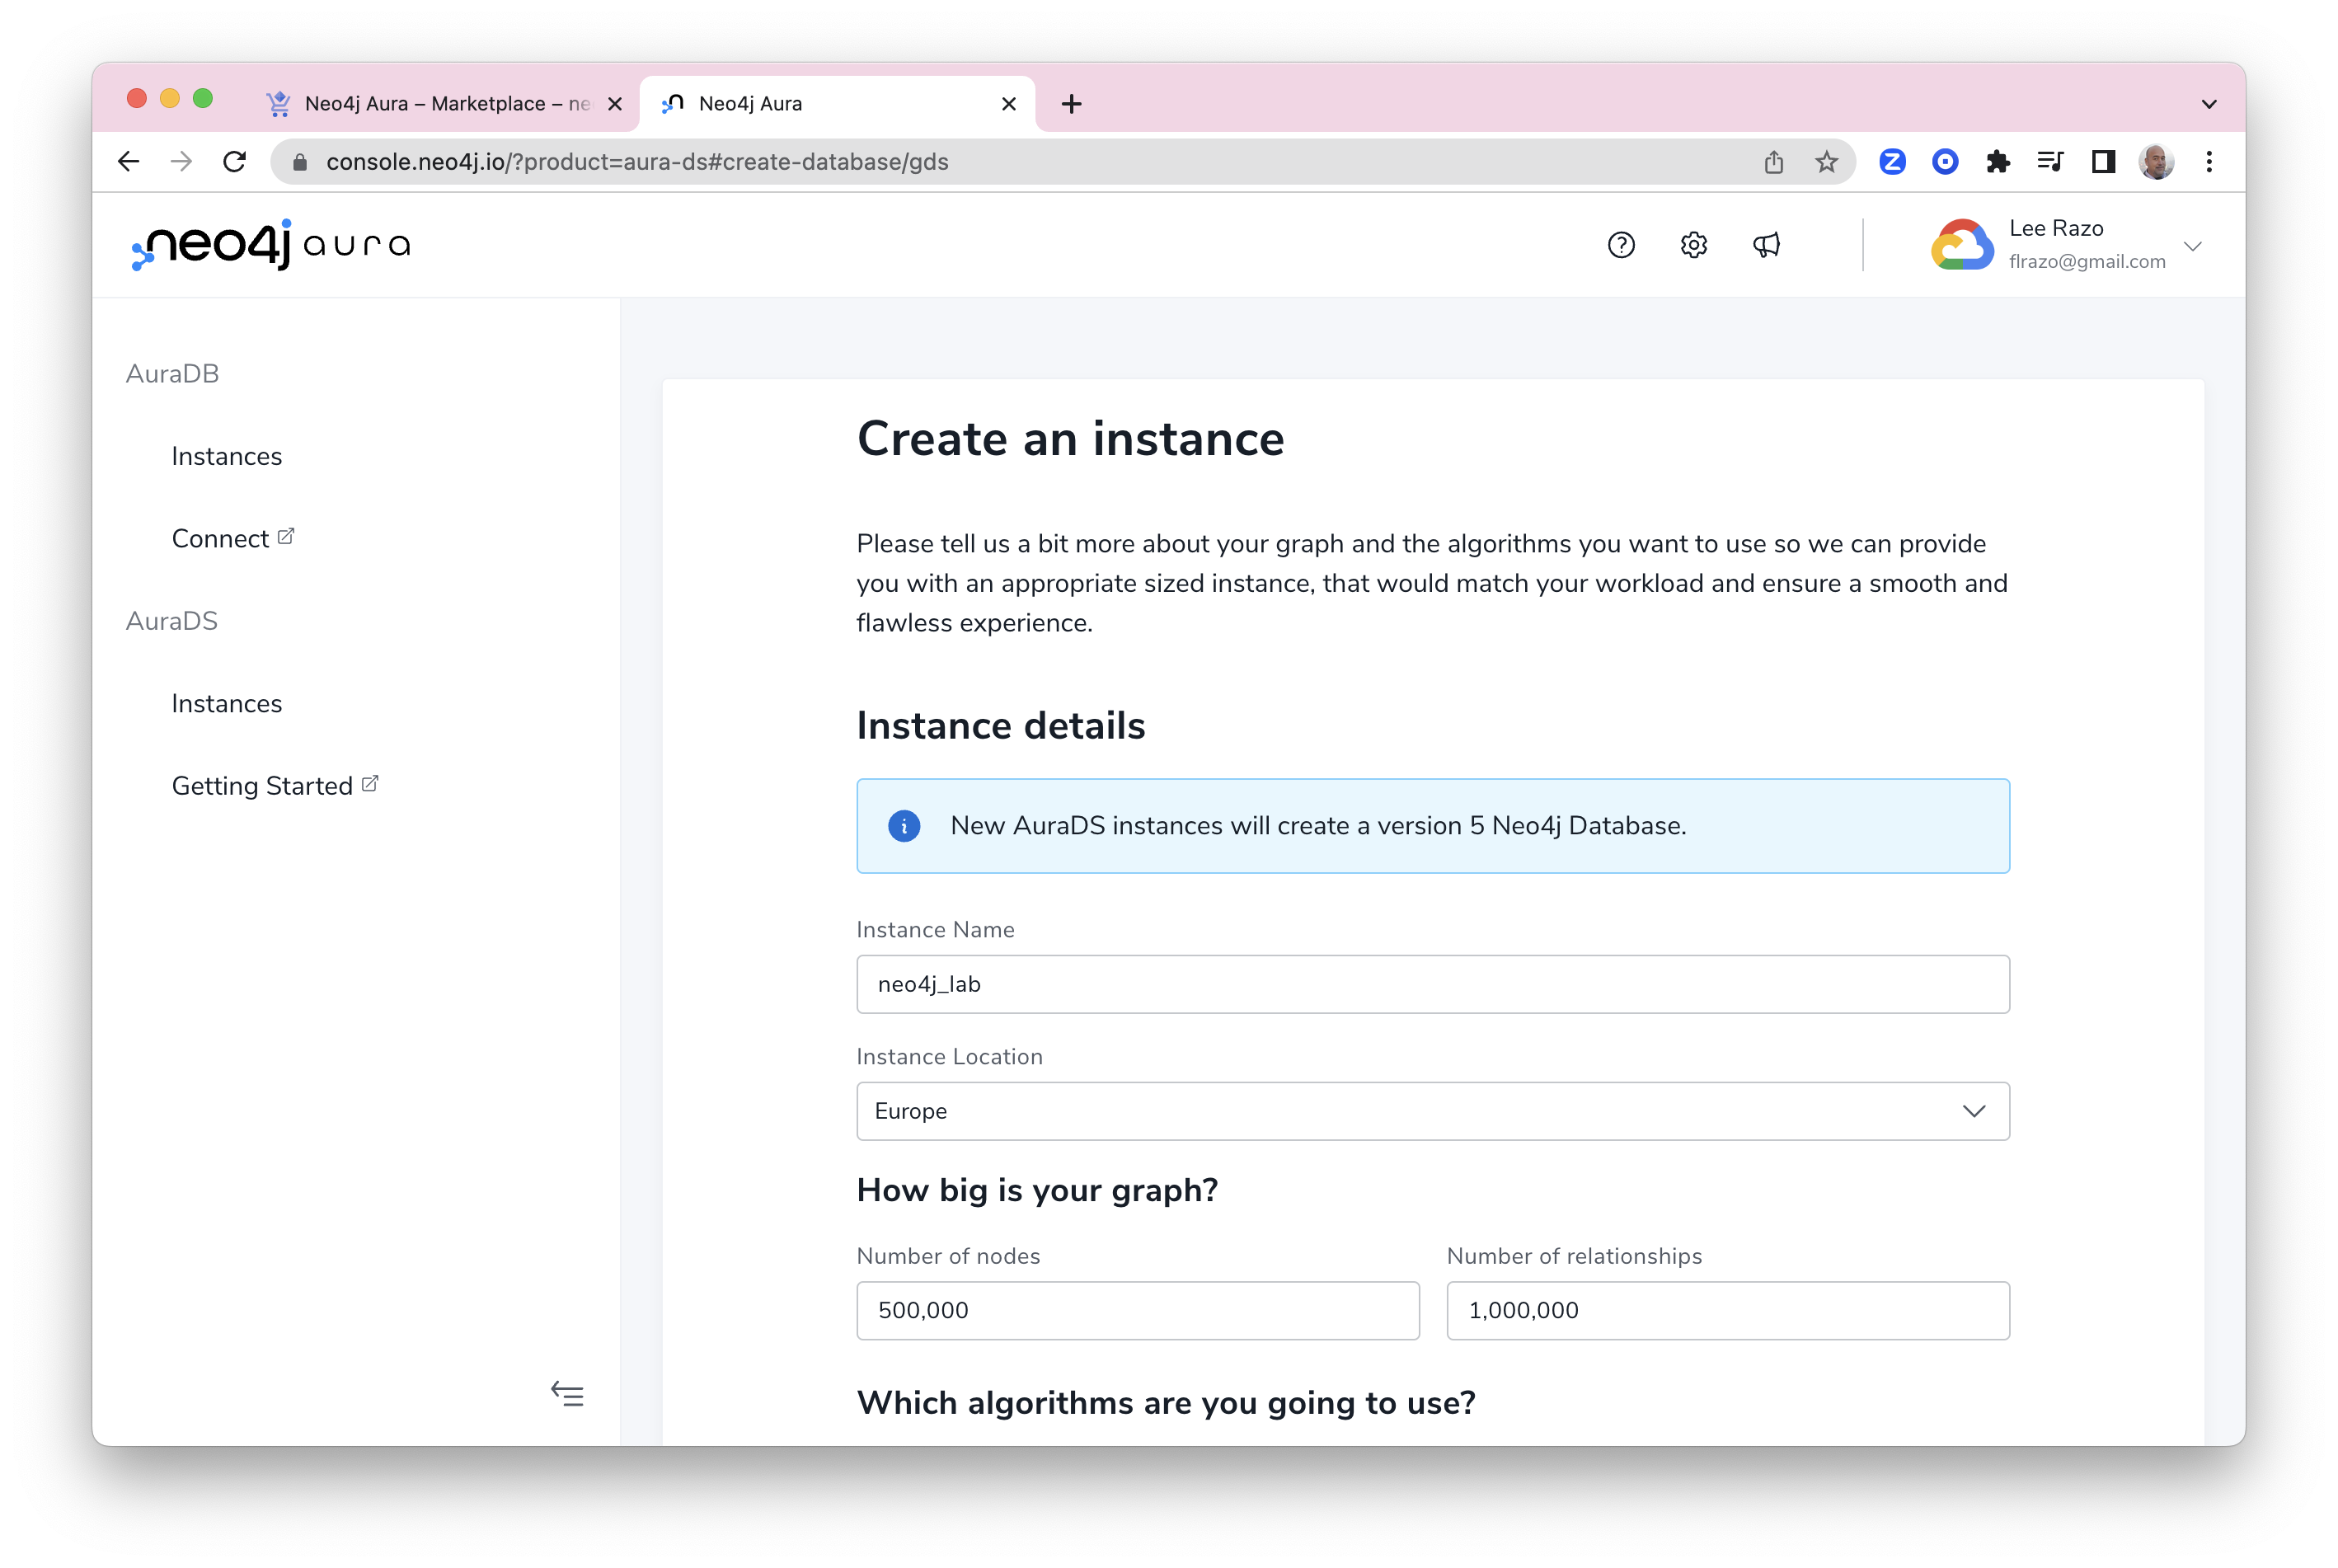 Neo4j Aura – Marketplace – ne
Neo4j Aura
console.neo4j.io/?product=aura-ds#create-database/gds
neo4j aura
Lee Razo
flrazo@gmail.com
AuraDB
Instances
Connect
AuraDS
Instances
Getting Started
Create an instance
Please tell us a bit more about your graph and the algorithms you want to use so we can provide
you with an appropriate sized instance, that would match your workload and ensure a smooth and
flawless experience.
Instance details
New AuraDS instances will create a version 5 Neo4j Database.
Instance Name
neo4j_lab
Instance Location
Europe
How big is your graph?
Number of nodes
Number of relationships
500,000
1,000,000
Which algorithms are you going to use?